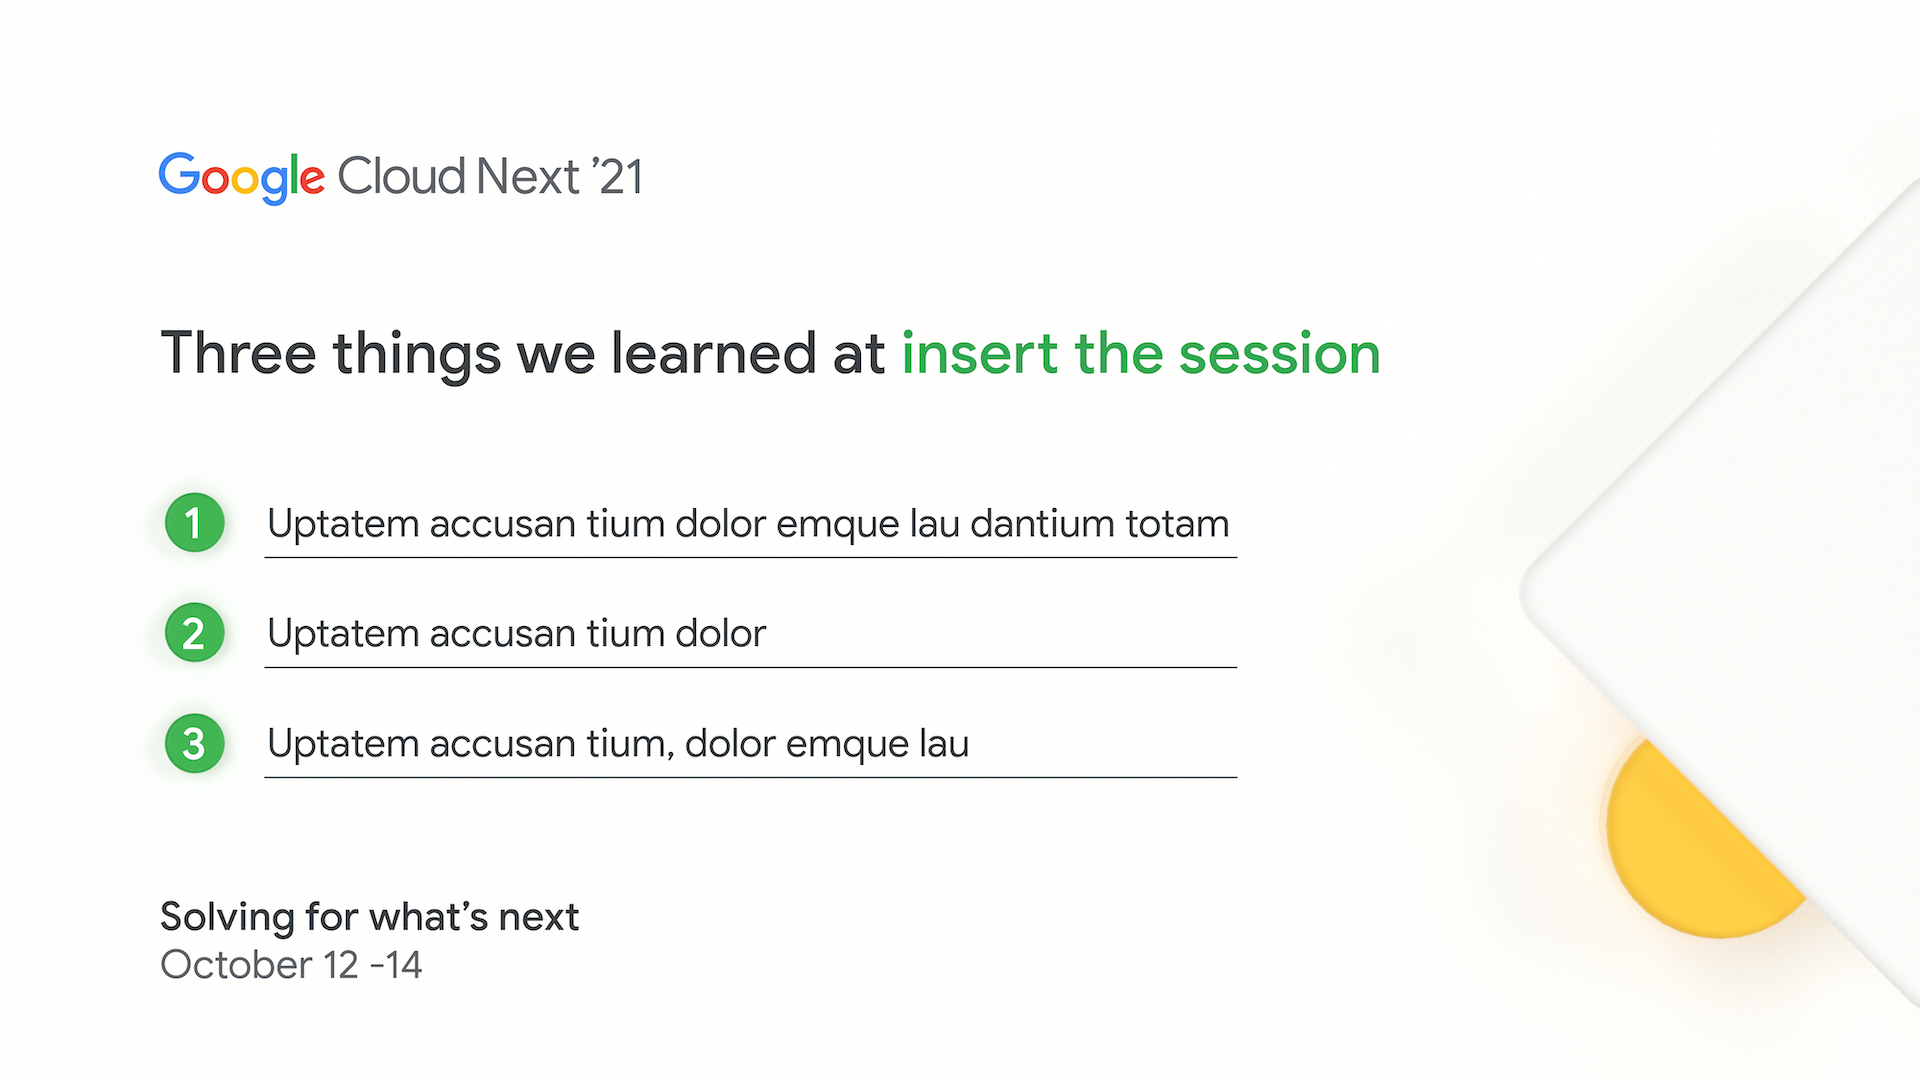 Google Cloud Next ’21
Three things we learned at insert the session
1 Uptatem accusan tium dolor emque lau dantium totam
2 Uptatem accusan tium dolor
3 Uptatem accusan tium, dolor emque lau
Solving for what’s next
October 12 -14